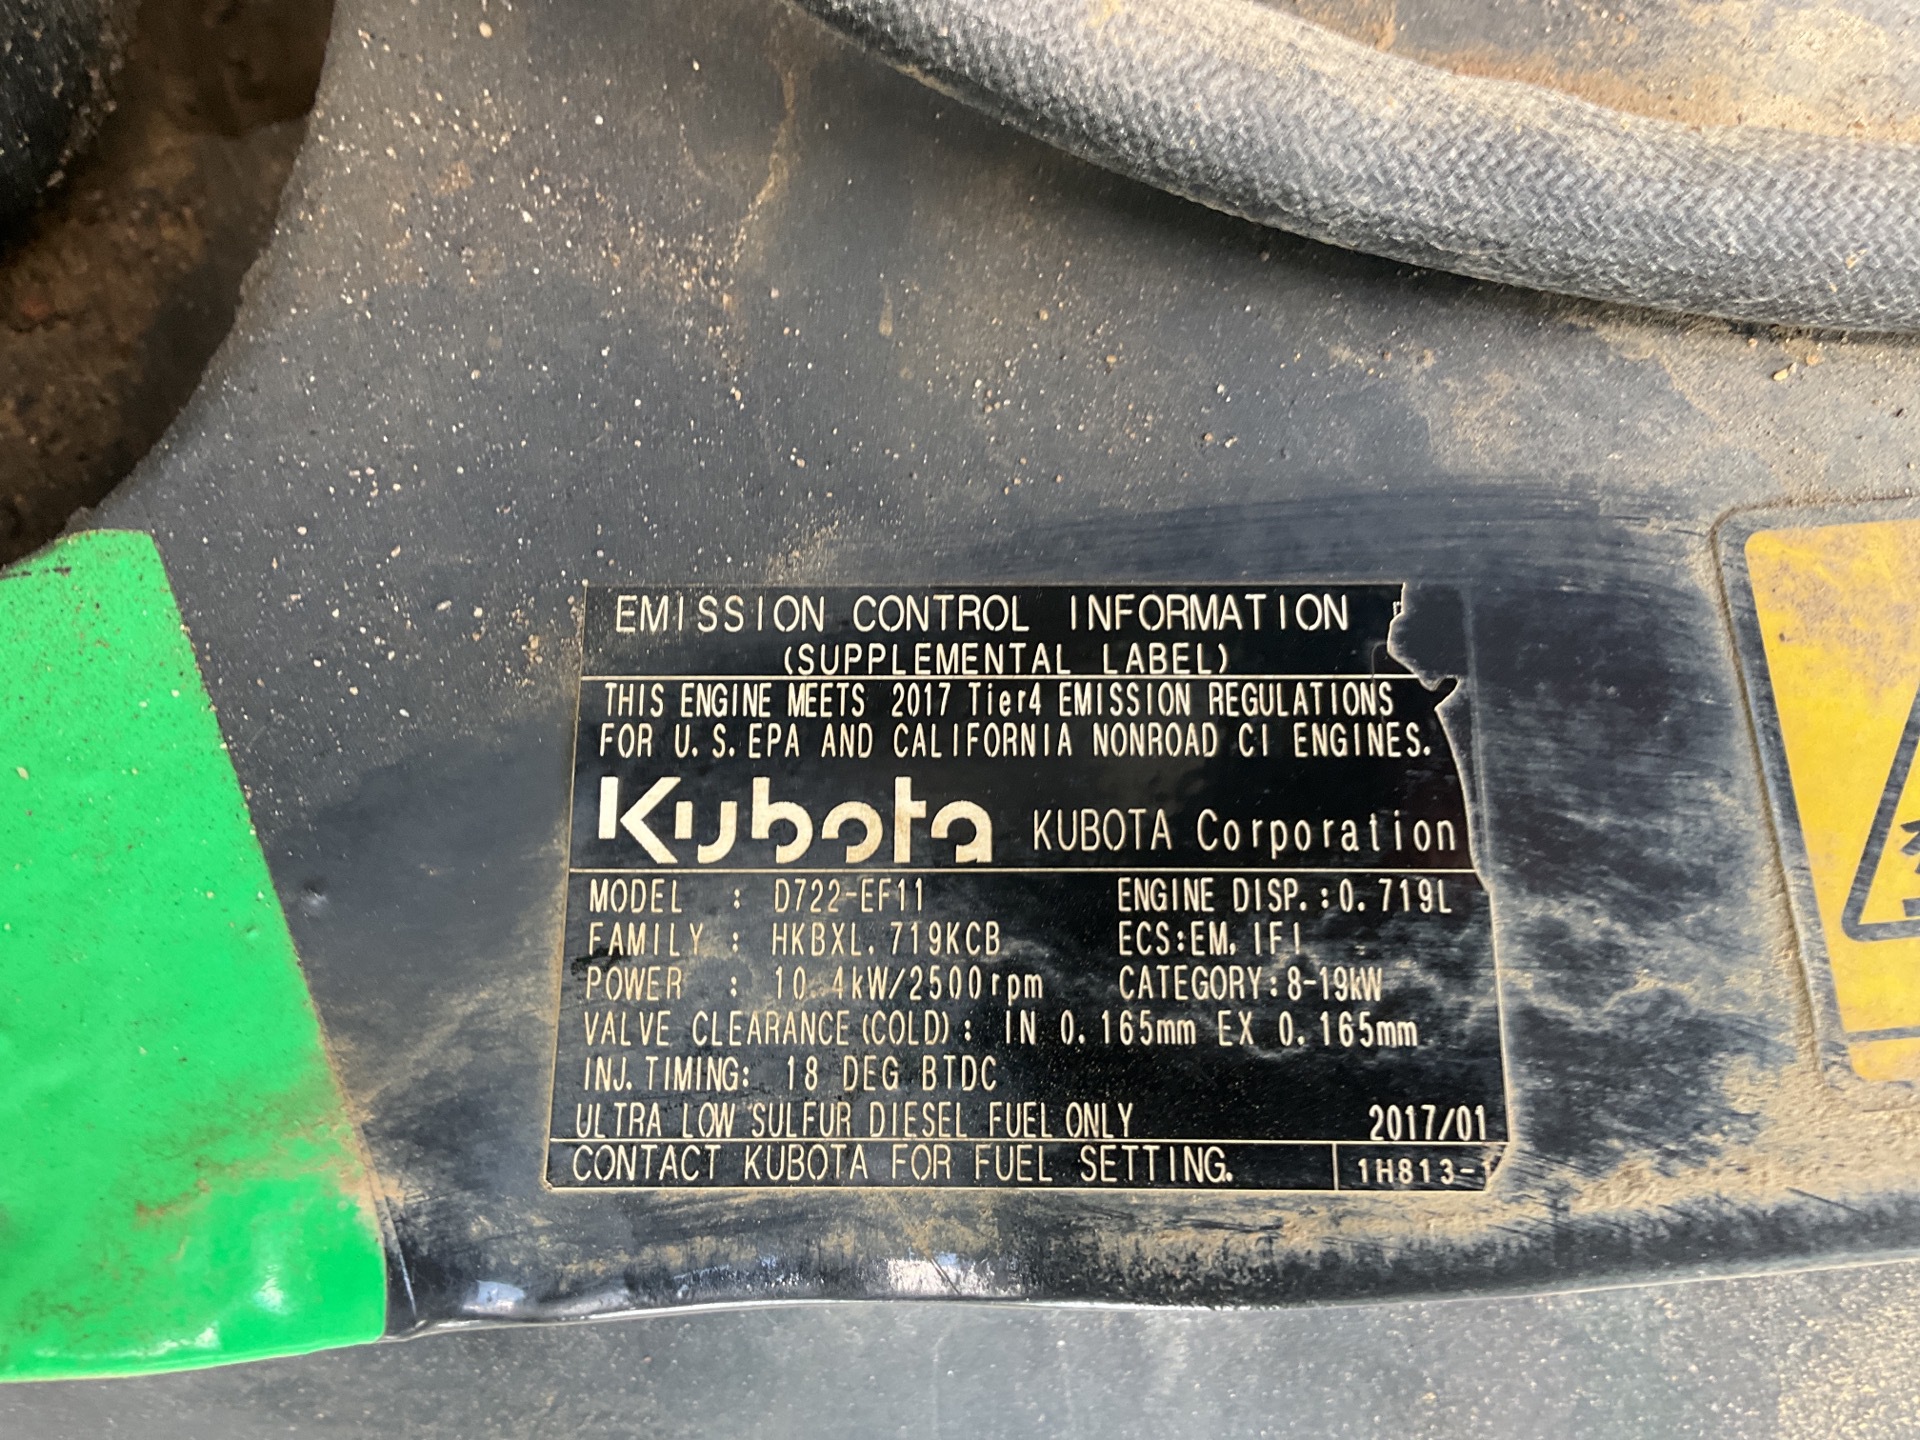 EMISSION CONTROL INFORMATION
(SUPPLEMENTAL LABEL)
THIS ENGINE MEETS 2017 Tier4 EMISSION REGULATIONS
FOR U.S.EPA AND CALIFORNIA NONROAD CI ENGINES.
Kubota KUBOTA Corporation
MODEL : D722-EF11 ENGINE DISP.:0.719L
FAMILY : HKBXL.719KCB ECS:EM, IFI
POWER : 10.4kW/2500rpm CATEGORY:8-19kW
VALVE CLEARANCE(COLD): IN 0.165mm EX 0.165mm
INJ.TIMING: 18 DEG BTDC
ULTRA LOW SULFUR DIESEL FUEL ONLY 2017/01
CONTACT KUBOTA FOR FUEL SETTING. 1H813-1